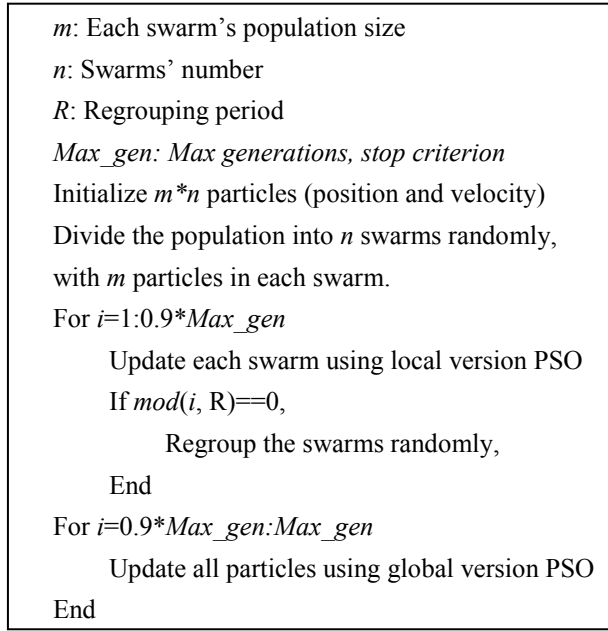 m: Each swarm's population size
n: Swarms' number
R: Regrouping period
Max_gen: Max generations, stop criterion
Initialize m*n particles (position and velocity)
Divide the population into n swarms randomly,
with m particles in each swarm.
For i=1:0.9*Max_gen
Update each swarm using local version PSO
If mod(i, R)==0,
Regroup the swarms randomly,
End
For i=0.9*Max_gen:Max_gen
Update all particles using global version PSO
End